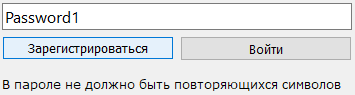 Password1
Зарегистрироваться Войти
В пароле не должно быть повторяющихся символов